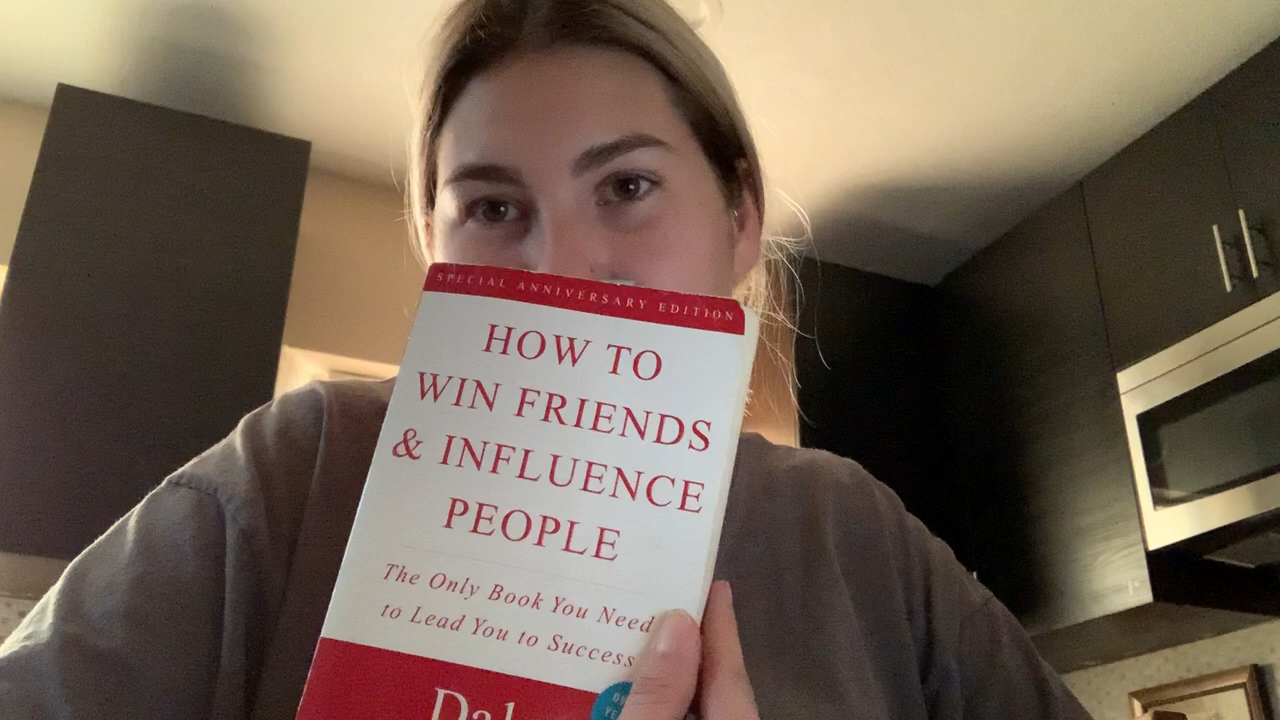 SPECIAL ANNIVERSARY EDITION
HOW TO
WIN FRIENDS
& INFLUENCE
PEOPLE
The Only Book You Need
to Lead You to Success